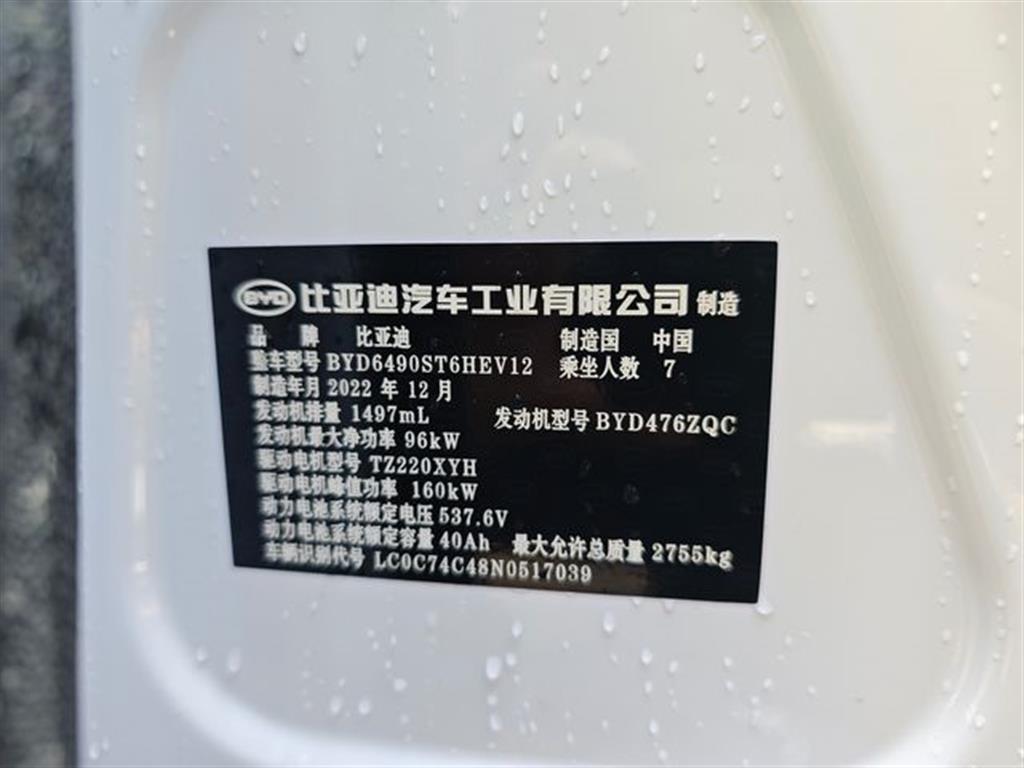 BYD 比亚迪汽车工业有限公司 制造
品 牌 比亚迪 制造国 中国
整车型号 BYD6490ST6HEV12 乘坐人数 7
制造年月 2022 年 12 月
发动机排量 1497mL 发动机型号 BYD476ZQC
发动机最大净功率 96kW
驱动电机型号 TZ220XYH
驱动电机峰值功率 160kW
动力电池系统额定电压 537.6V
动力电池系统额定容量 40Ah 最大允许总质量 2755kg
车辆识别代号 LC0C74C48N0517039